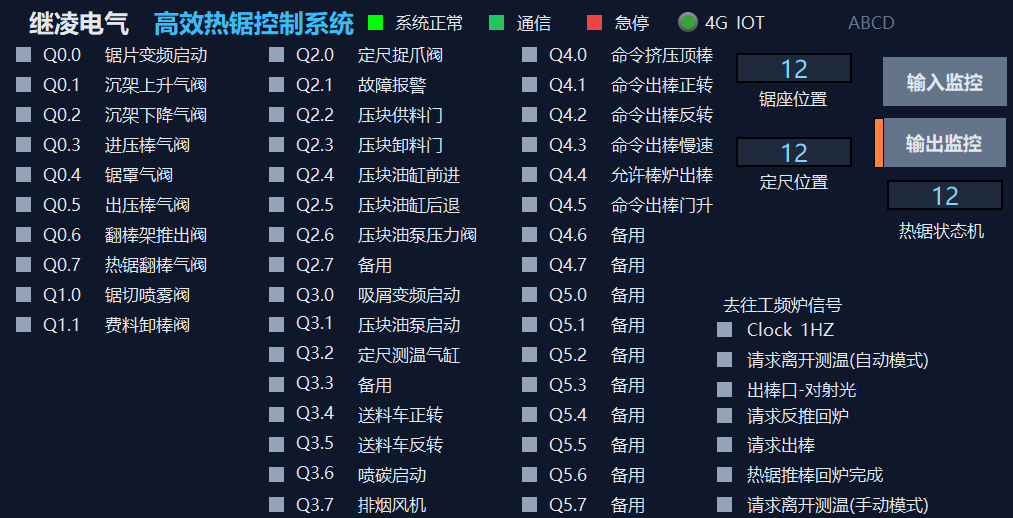 继凌电气 高效热锯控制系统 系统正常 通信 急停 4G IOT ABCD
Q0.0 锯片变频启动
Q0.1 沉架上升气阀
Q0.2 沉架下降气阀
Q0.3 进压棒气阀
Q0.4 锯罩气阀
Q0.5 出压棒气阀
Q0.6 翻棒架推出阀
Q0.7 热锯翻棒气阀
Q1.0 锯切喷雾阀
Q1.1 费料卸棒阀
Q2.0 定尺捉爪阀
Q2.1 故障报警
Q2.2 压块供料门
Q2.3 压块卸料门
Q2.4 压块油缸前进
Q2.5 压块油缸后退
Q2.6 压块油泵压力阀
Q2.7 备用
Q3.0 吸屑变频启动
Q3.1 压块油泵启动
Q3.2 定尺测温气缸
Q3.3 备用
Q3.4 送料车正转
Q3.5 送料车反转
Q3.6 喷碳启动
Q3.7 排烟风机
Q4.0 命令挤压顶棒
Q4.1 命令出棒正转
Q4.2 命令出棒反转
Q4.3 命令出棒慢速
Q4.4 允许棒炉出棒
Q4.5 命令出棒门升
Q4.6 备用
Q4.7 备用
Q5.0 备用
Q5.1 备用
Q5.2 备用
Q5.3 备用
Q5.4 备用
Q5.5 备用
Q5.6 备用
Q5.7 备用
12
锯座位置
12
定尺位置
输入监控
输出监控
12
热锯状态机
去往工频炉信号
Clock 1HZ
请求离开测温(自动模式)
出棒口-对射光
请求反推回炉
请求出棒
热锯推棒回炉完成
请求离开测温(手动模式)